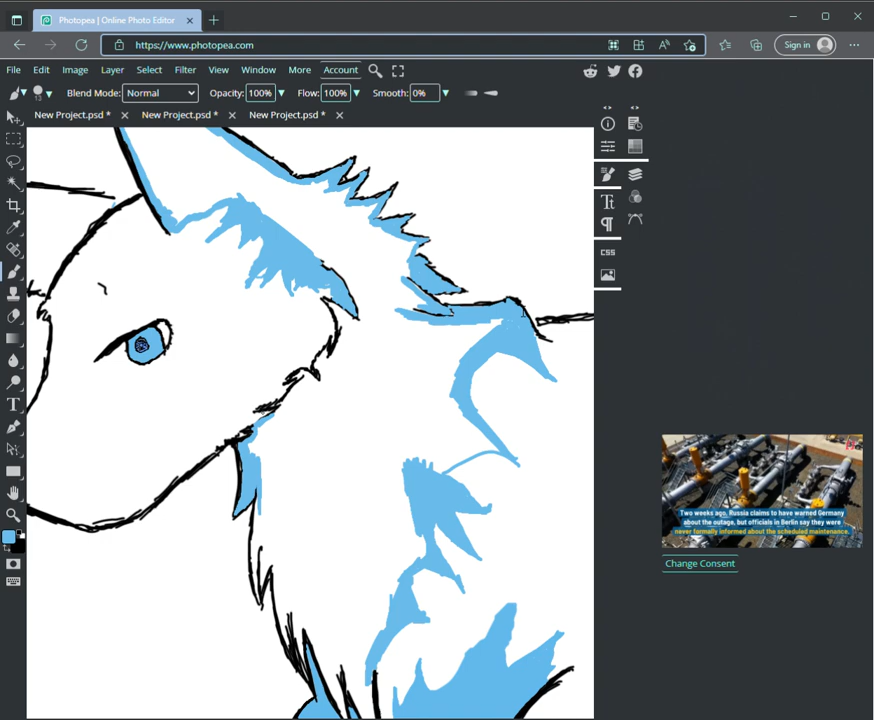 Photopea | Online Photo Editor
https://www.photopea.com
Sign in
File Edit Image Layer Select Filter View Window More Account
Blend Mode: Normal Opacity: 100% Flow: 100% Smooth: 0%
13
New Project.psd * New Project.psd * New Project.psd *
CSS
Two weeks ago, Russia claims to have warned Germany
about the outage, but officials in Berlin say they were
never formally informed about the scheduled maintenance.
Change Consent